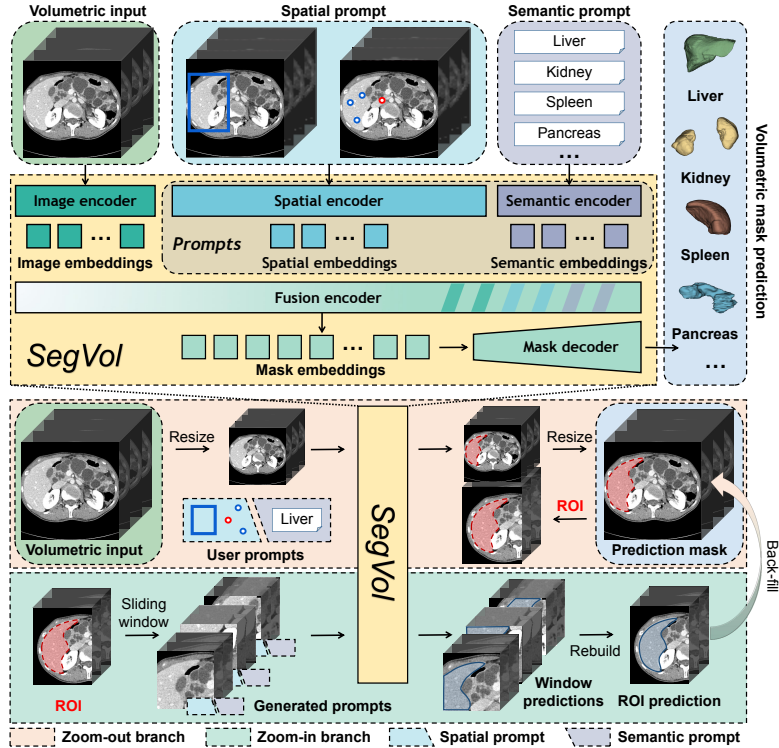 Volumetric input
Spatial prompt
Semantic prompt
Liver
Kidney
Spleen
Pancreas
...
Liver
Kidney
Spleen
Pancreas
...
Volumetric mask prediction
Image encoder
Spatial encoder
Semantic encoder
...
Prompts
...
...
Image embeddings
Spatial embeddings
Semantic embeddings
Fusion encoder
SegVol
...
Mask embeddings
Mask decoder
Volumetric input
Resize
Liver
User prompts
SegVol
Resize
ROI
Prediction mask
Back-fill
ROI
Sliding
window
Generated prompts
Window
predictions
Rebuild
ROI prediction
Zoom-out branch
Zoom-in branch
Spatial prompt
Semantic prompt